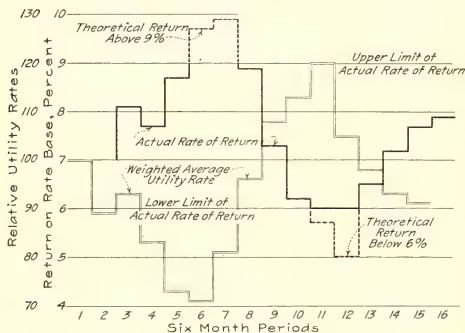 130 10
Theoretical Return
Above 9%
Upper Limit of
Actual Rate of Return
120 9
110 8
Actual Rate of Return
100 7
Weighted Average
Utility Rate
Lower Limit of
Actual Rate of Return
90 6
Theoretical
Return
Below 6%
80 5
70 4
1 2 3 4 5 6 7 8 9 10 11 12 13 14 15 16
Six Month Periods
Relative Utility Rates
Return on Rate Base, Percent